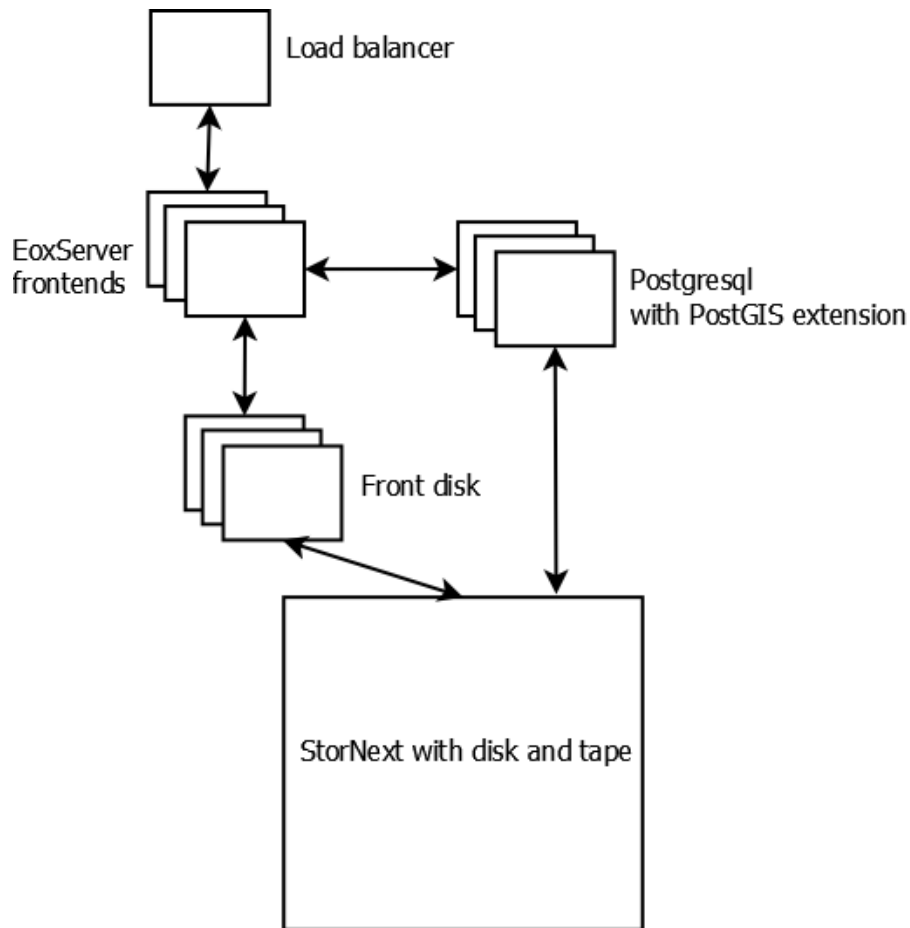 Load balancer
EoxServer
frontends
Postgresql
with PostGIS extension
Front disk
StorNext with disk and tape